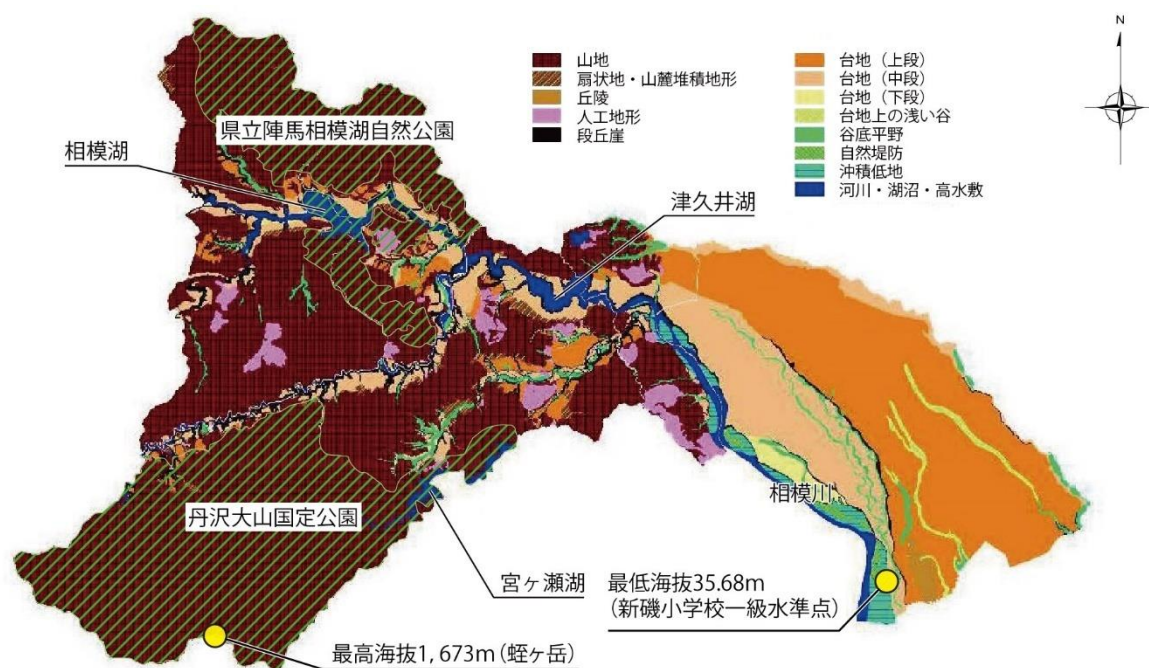 N
山地
扇状地・山麓堆積地形
丘陵
人工地形
段丘崖
台地（上段）
台地（中段）
台地（下段）
台地上の浅い谷
谷底平野
自然堤防
沖積低地
河川・湖沼・高水敷
県立陣馬相模湖自然公園
相模湖
津久井湖
相模川
丹沢大山国定公園
宮ヶ瀬湖
最低海抜35.68m
（新磯小学校一級水準点）
最高海抜1,673m（蛭ヶ岳）